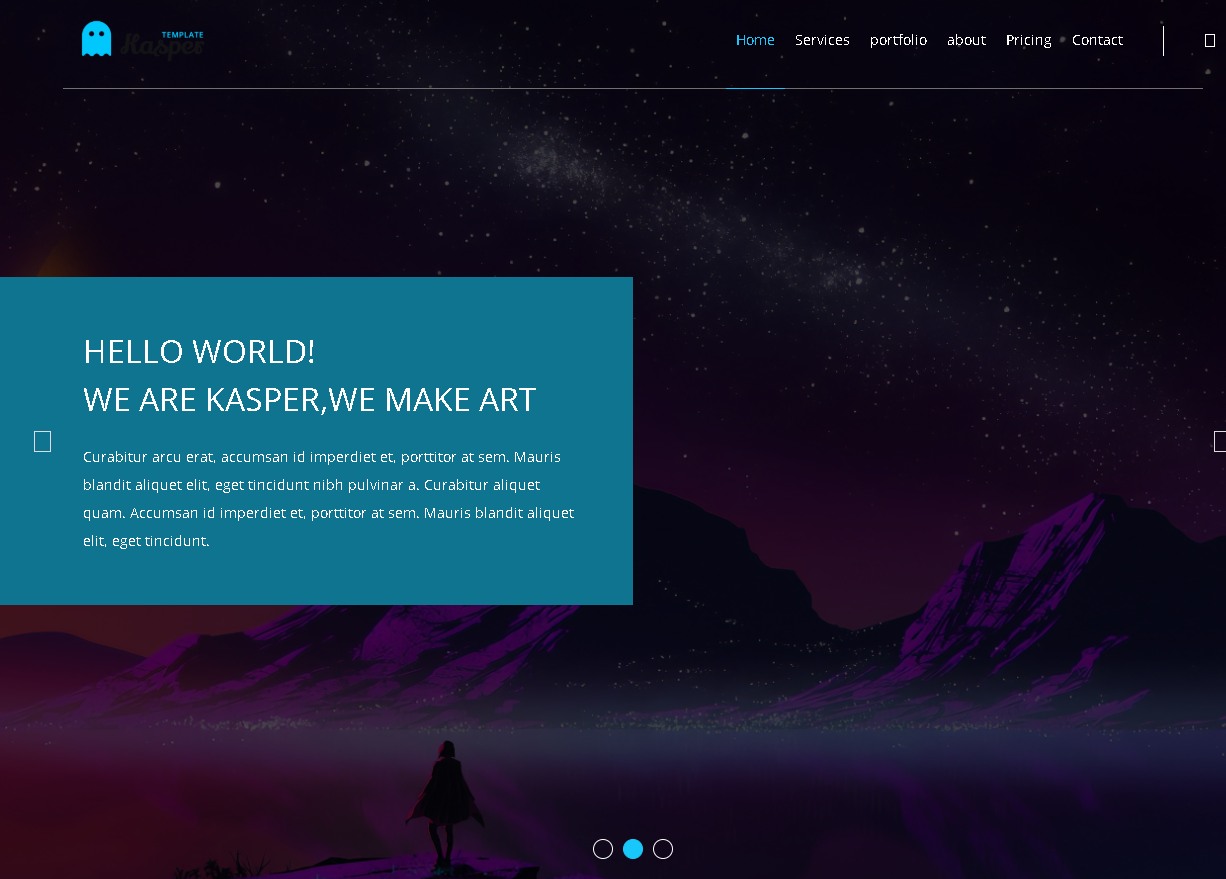 TEMPLATE
Kasper
Home Services portfolio about Pricing Contact
HELLO WORLD!
WE ARE KASPER,WE MAKE ART
Curabitur arcu erat, accumsan id imperdiet et, porttitor at sem. Mauris
blandit aliquet elit, eget tincidunt nibh pulvinar a. Curabitur aliquet
quam. Accumsan id imperdiet et, porttitor at sem. Mauris blandit aliquet
elit, eget tincidunt.